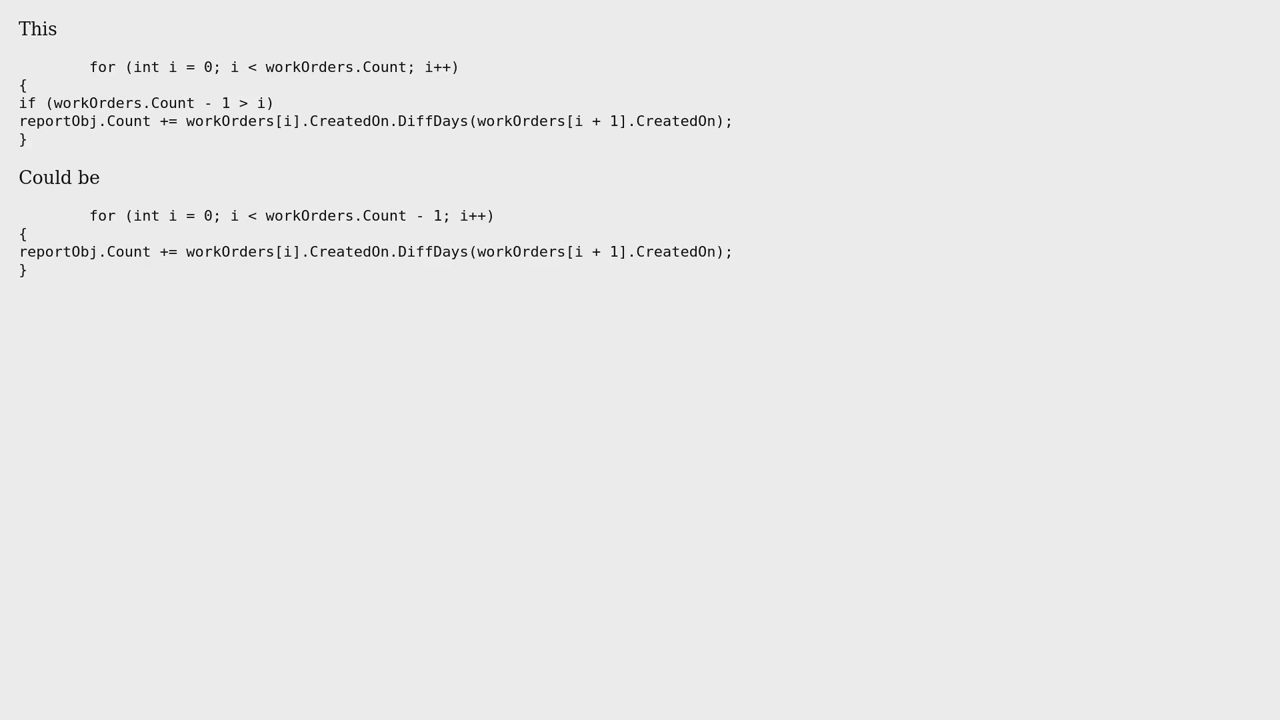 This
for (int i = 0; i < workOrders.Count; i++)
{
if (workOrders.Count - 1 > i)
reportObj.Count += workOrders[i].CreatedOn.DiffDays(workOrders[i + 1].CreatedOn);
}
Could be
for (int i = 0; i < workOrders.Count - 1; i++)
{
reportObj.Count += workOrders[i].CreatedOn.DiffDays(workOrders[i + 1].CreatedOn);
}